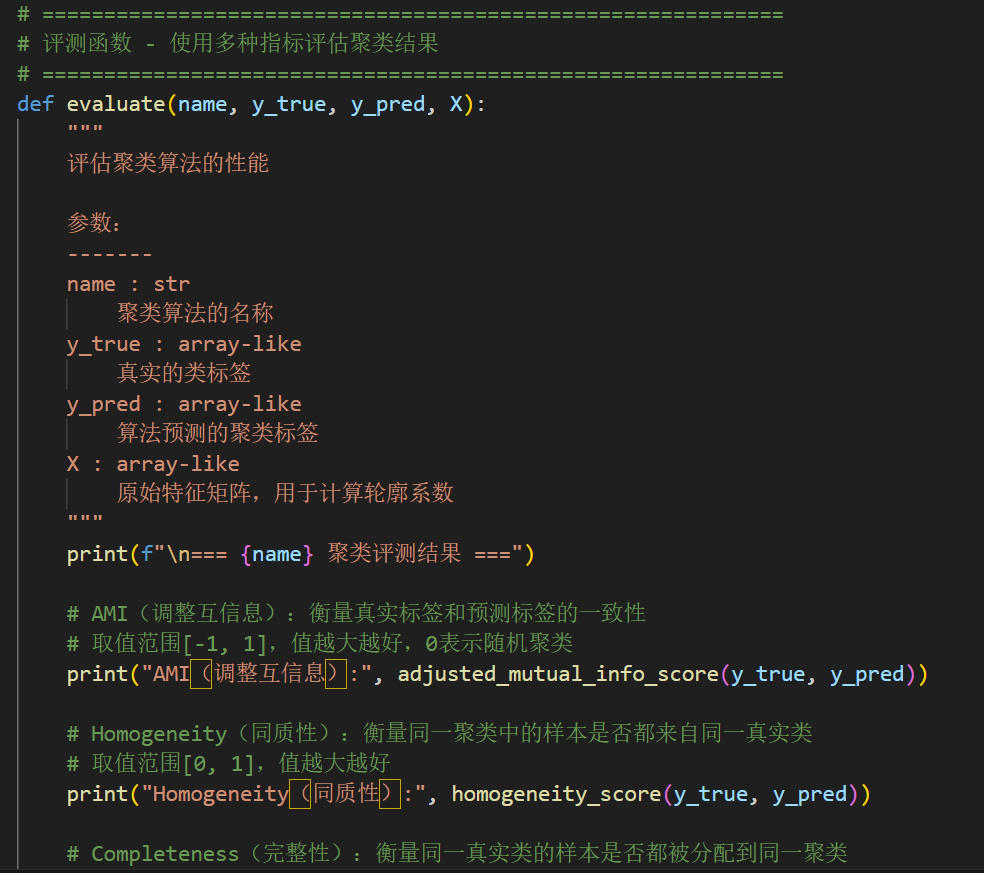 # ============================================================
# 评测函数 - 使用多种指标评估聚类结果
# ============================================================
def evaluate(name, y_true, y_pred, X):
"""
评估聚类算法的性能
参数：
-------
name : str
聚类算法的名称
y_true : array-like
真实的类标签
y_pred : array-like
算法预测的聚类标签
X : array-like
原始特征矩阵，用于计算轮廓系数
"""
print(f"\n=== {name} 聚类评测结果 ===")
# AMI（调整互信息）：衡量真实标签和预测标签的一致性
# 取值范围[-1, 1]，值越大越好，0表示随机聚类
print("AMI（调整互信息）:", adjusted_mutual_info_score(y_true, y_pred))
# Homogeneity（同质性）：衡量同一聚类中的样本是否都来自同一真实类
# 取值范围[0, 1]，值越大越好
print("Homogeneity（同质性）:", homogeneity_score(y_true, y_pred))
# Completeness（完整性）：衡量同一真实类的样本是否都被分配到同一聚类